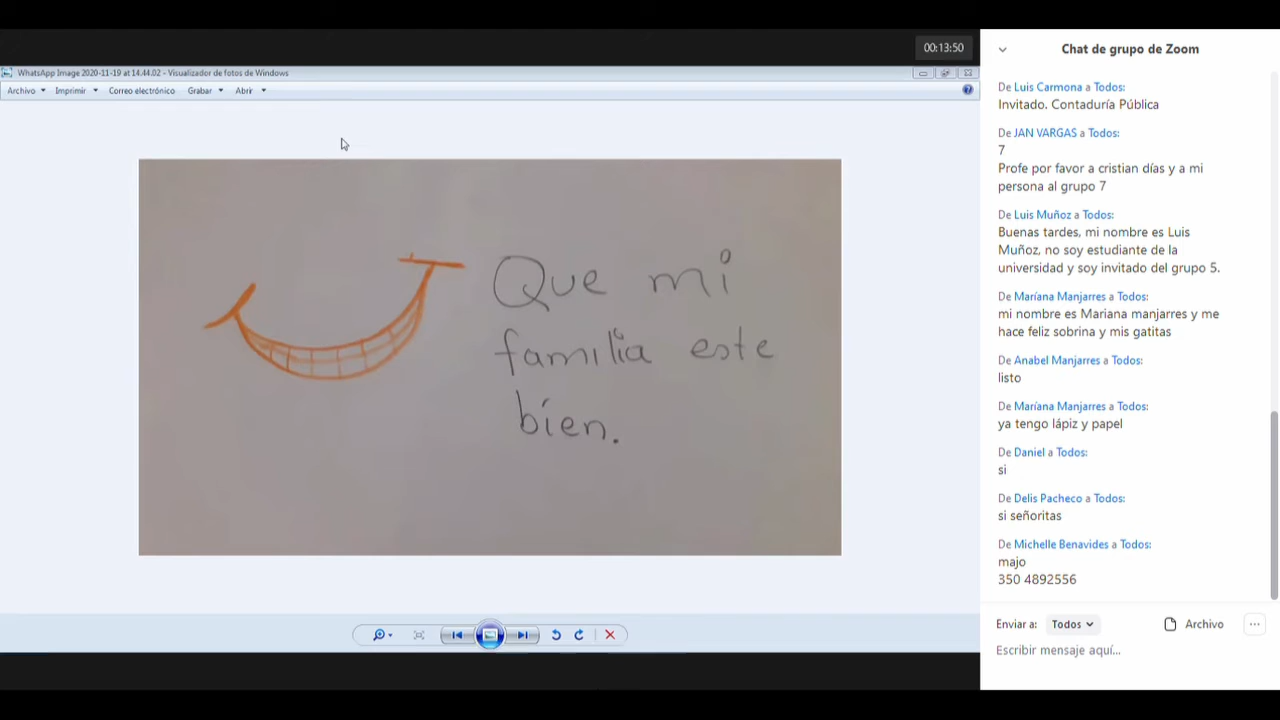 00:13:50
WhatsApp Image 2020-11-19 at 14.44.02 - Visualizador de fotos de Windows
Archivo Imprimir Correo electrónico Grabar Abrir
Que mi
familia este
bien.
Chat de grupo de Zoom
De Luis Carmona a Todos:
Invitado. Contaduría Pública
De JAN VARGAS a Todos:
7
Profe por favor a cristian días y a mi
persona al grupo 7
De Luis Muñoz a Todos:
Buenas tardes, mi nombre es Luis
Muñoz, no soy estudiante de la
universidad y soy invitado del grupo 5.
De Maríana Manjarres a Todos:
mi nombre es Mariana manjarres y me
hace feliz sobrina y mis gatitas
De Anabel Manjarres a Todos:
listo
De Maríana Manjarres a Todos:
ya tengo lápiz y papel
De Daniel a Todos:
si
De Delis Pacheco a Todos:
si señoritas
De Michelle Benavides a Todos:
majo
350 4892556
Enviar a: Todos Archivo
Escribir mensaje aquí...